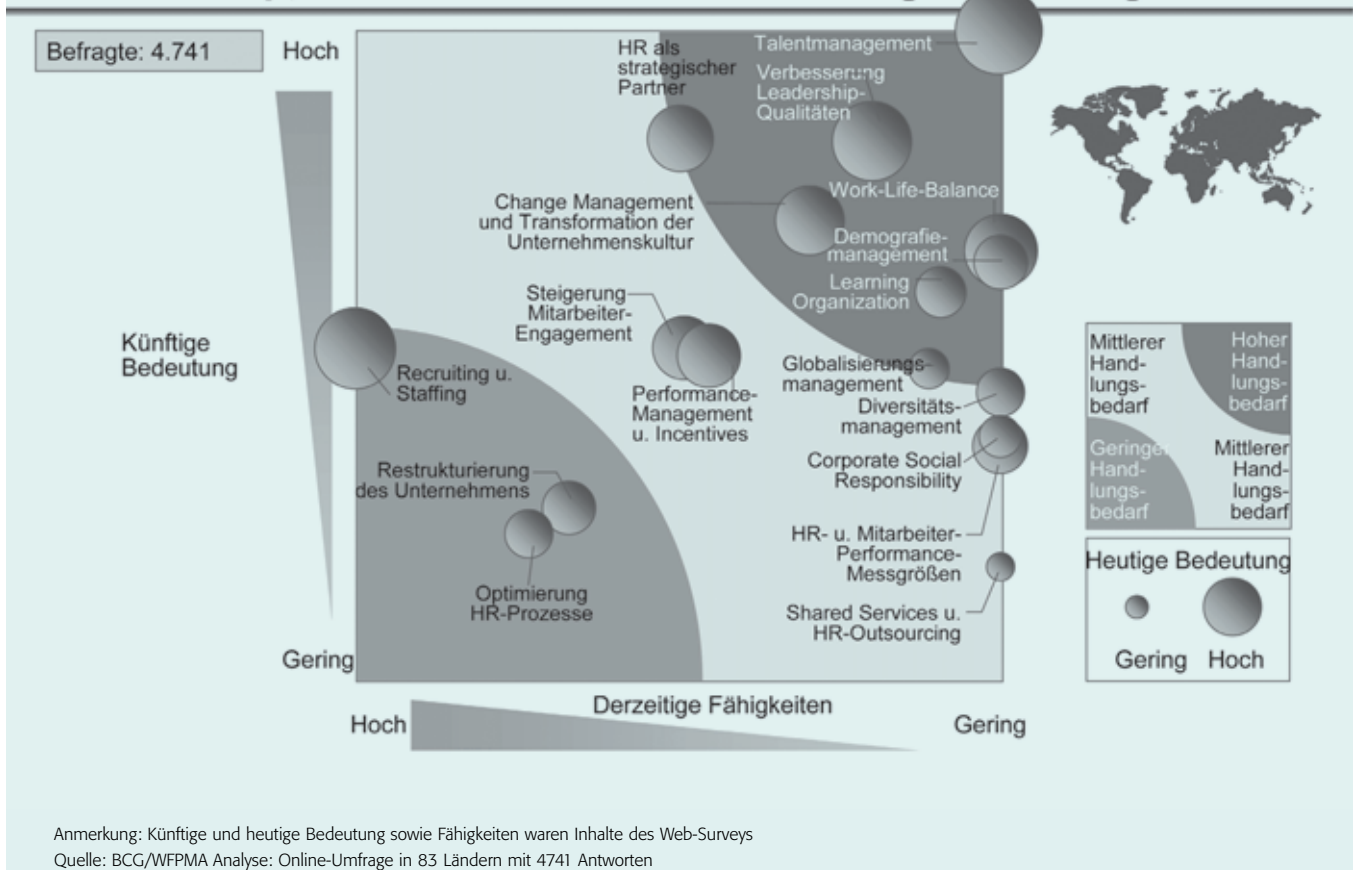 Befragte: 4.741
Hoch
HR als
strategischer
Partner
Talentmanagement
Verbesserung
Leadership-
Qualitäten
Work-Life-Balance
Change Management
und Transformation der
Unternehmenskultur
Demografie-
management
Learning
Organization
Steigerung
Mitarbeiter-
Engagement
Künftige
Bedeutung
Recruiting u.
Staffing
Performance-
Management
u. Incentives
Globalisierungs-
management
Diversitäts-
management
Corporate Social
Responsibility
Restrukturierung
des Unternehmens
HR- u. Mitarbeiter-
Performance-
Messgrößen
Optimierung
HR-Prozesse
Shared Services u.
HR-Outsourcing
Gering
Hoch
Derzeitige Fähigkeiten
Gering
Mittlerer
Hand-
lungs-
bedarf
Hoher
Hand-
lungs-
bedarf
Geringer
Hand-
lungs-
bedarf
Mittlerer
Hand-
lungs-
bedarf
Heutige Bedeutung
Gering Hoch
Anmerkung: Künftige und heutige Bedeutung sowie Fähigkeiten waren Inhalte des Web-Surveys
Quelle: BCG/WFPMA Analyse: Online-Umfrage in 83 Ländern mit 4741 Antworten